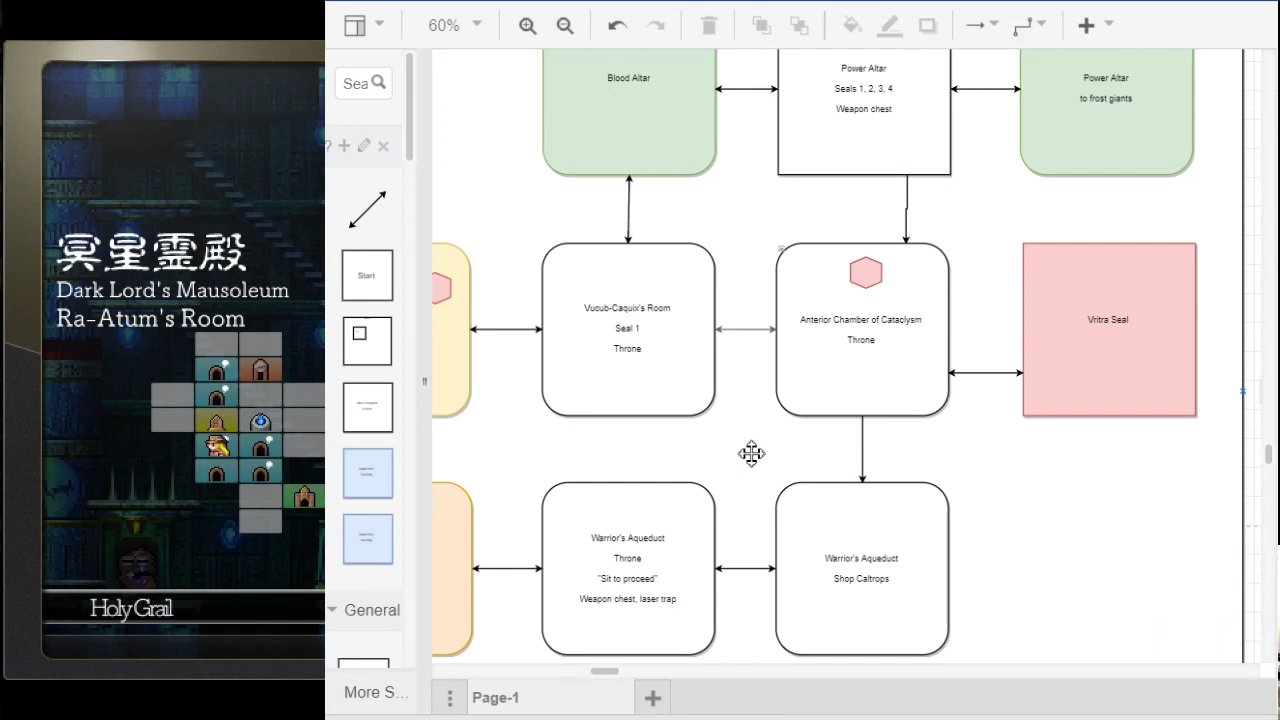 冥星霊殿
Dark Lord's Mausoleum
Ra-Atum's Room
Holy Grail
60%
Sea
Start
General
More S...
Page-1
Blood Altar
Power Altar
Seals 1, 2, 3, 4
Weapon chest
Power Altar
to frost giants
Vucub-Caquix's Room
Seal 1
Throne
Anterior Chamber of Cataclysm
Throne
Vritra Seal
Warrior's Aqueduct
Throne
"Sit to proceed"
Weapon chest, laser trap
Warrior's Aqueduct
Shop Caltrops